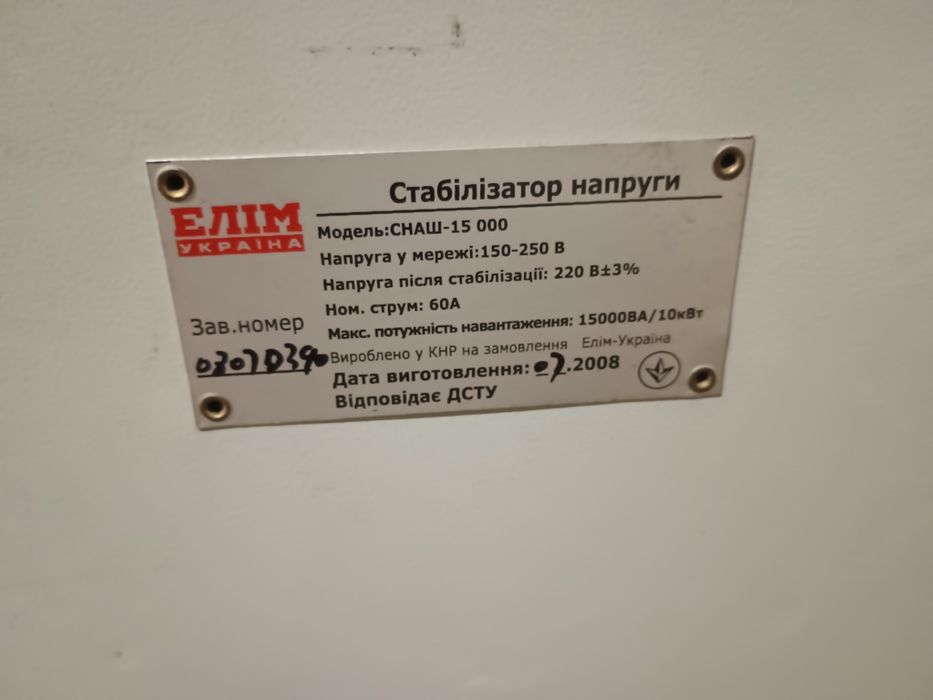 Стабілізатор напруги
ЕЛІМ
УКРАЇНА
Модель:СНАШ-15 000
Напруга у мережі:150-250 В
Напруга після стабілізації: 220 В±3%
Ном. струм: 60А
Макс. потужність навантаження: 15000ВА/10кВт
Зав.номер
Вироблено у КНР на замовлення Елім-Україна
Дата виготовлення:07.2008
Відповідає ДСТУ